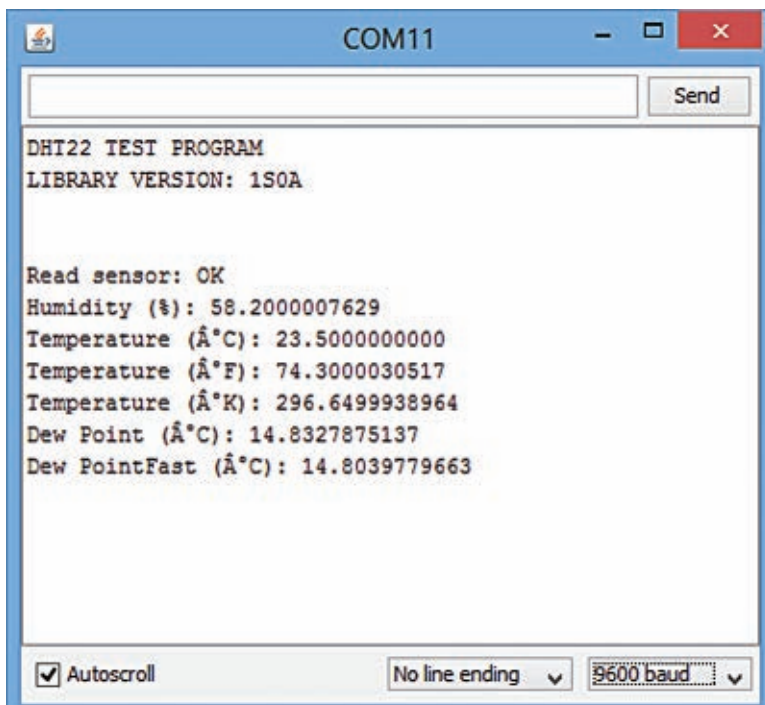 COM11
Send
DHT22 TEST PROGRAM
LIBRARY VERSION: 1S0A
Read sensor: OK
Humidity (%): 58.2000007629
Temperature (Â°C): 23.5000000000
Temperature (Â°F): 74.3000030517
Temperature (Â°K): 296.6499938964
Dew Point (Â°C): 14.8327875137
Dew PointFast (Â°C): 14.8039779663
Autoscroll No line ending 9600 baud